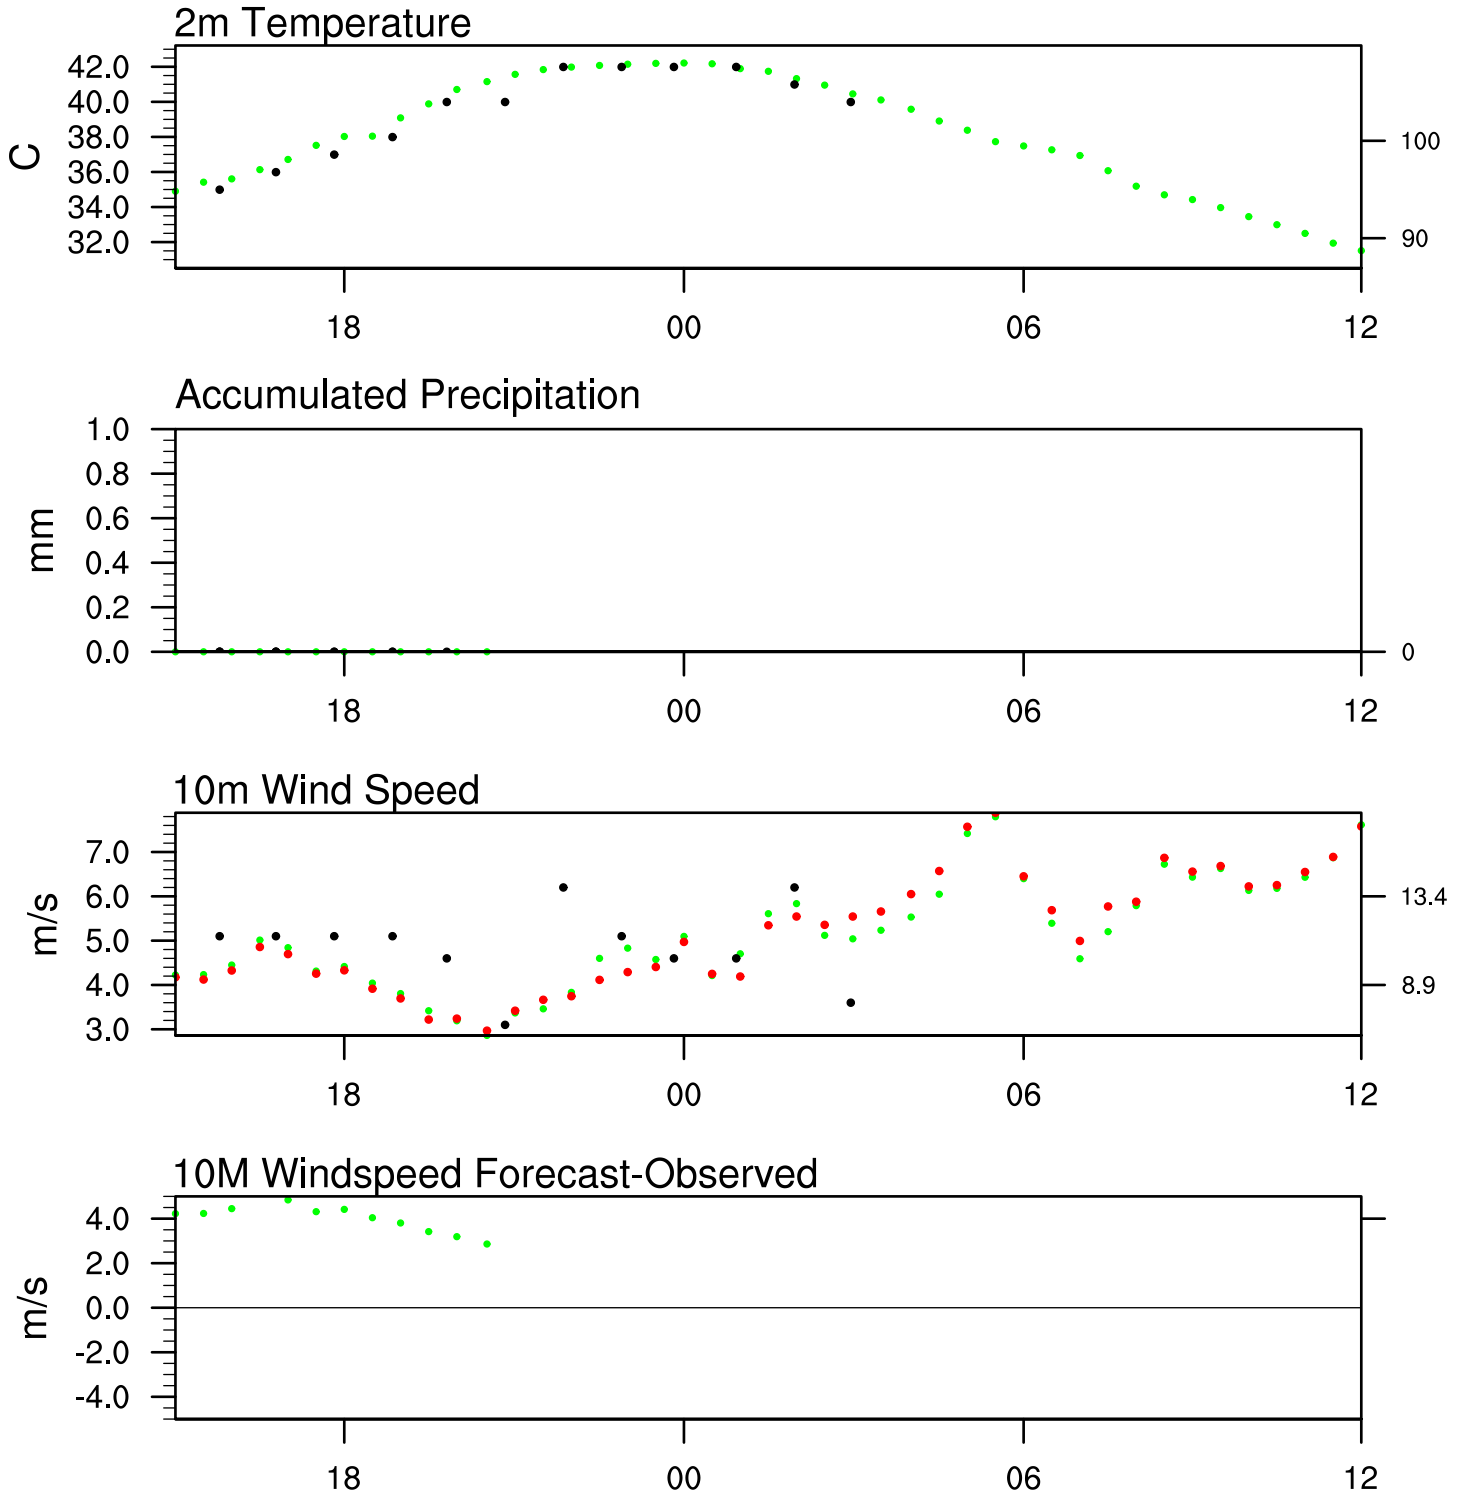 2m Temperature
42.0
40.0
38.0
36.0
34.0
32.0
C
100
90
18 00 06 12
Accumulated Precipitation
1.0
0.8
0.6
0.4
0.2
0.0
mm
0
18 00 06 12
10m Wind Speed
7.0
6.0
5.0
4.0
3.0
m/s
13.4
8.9
18 00 06 12
10M Windspeed Forecast-Observed
4.0
2.0
0.0
-2.0
-4.0
m/s
18 00 06 12